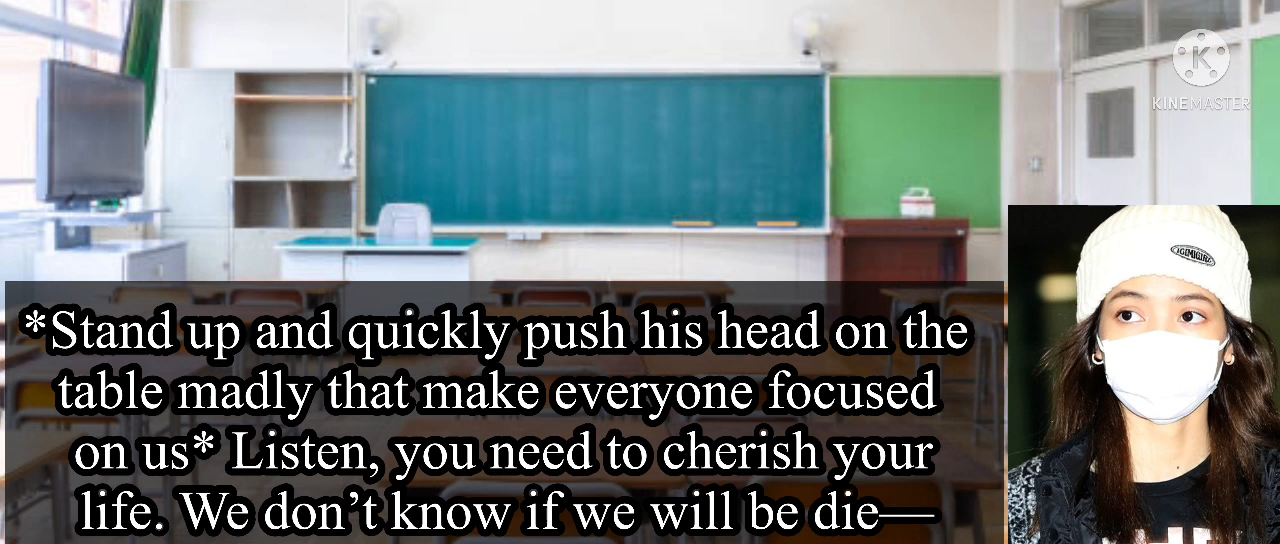 KINEMASTER
*Stand up and quickly push his head on the
table madly that make everyone focused
on us* Listen, you need to cherish your
life. We don’t know if we will be die—